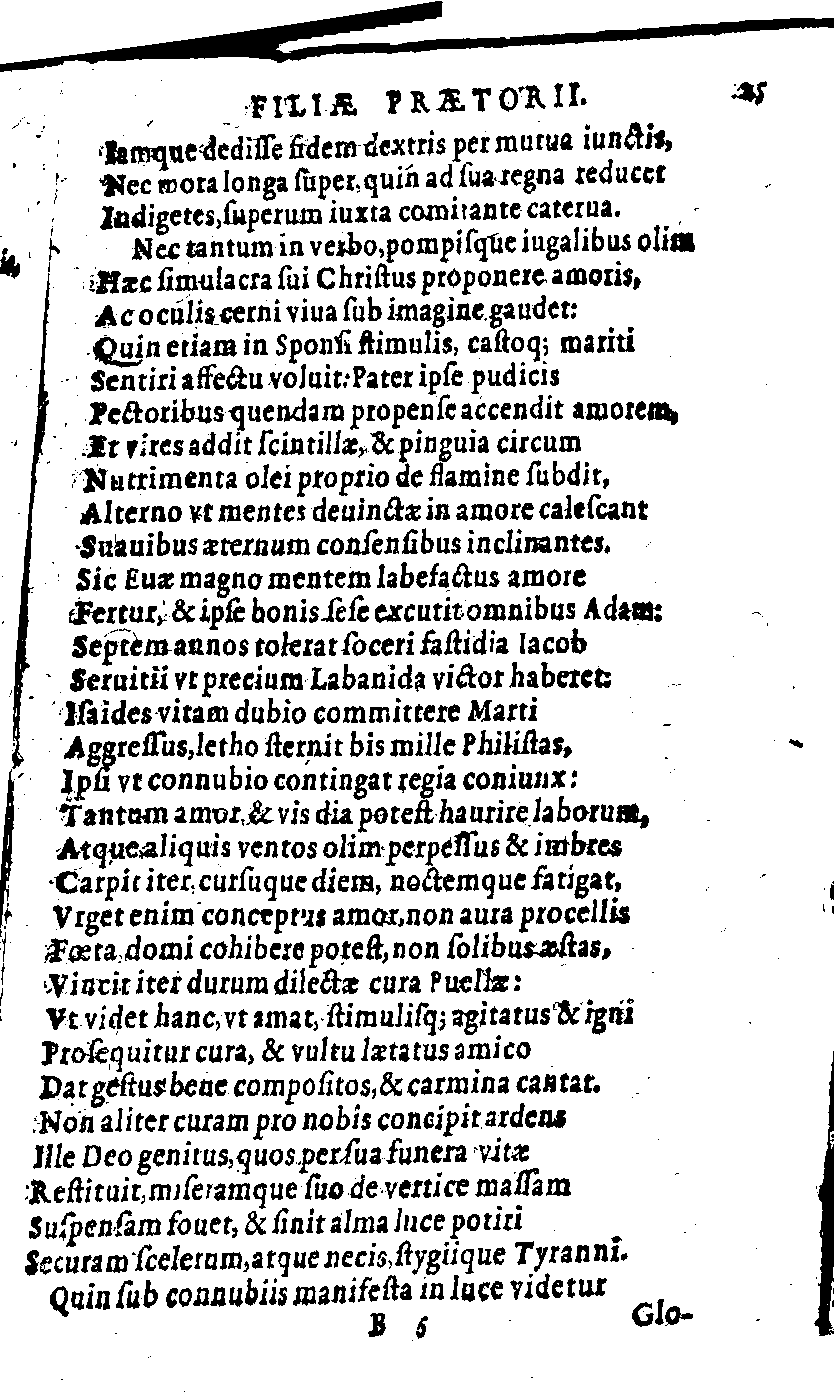 FILIÆ PRÆTORII. 25
Iamque dediſſe fidem dextris per mutua iunctis,
Nec mora longa ſuper, quin ad ſua regna reducet
Indigetes, ſuperum iuxta comitante caterua.
Nec tantum in verbo, pompiſque iugalibus olim
Hæc ſimulacra ſui Chriſtus proponere amoris,
Ac oculis cerni viua ſub imagine gaudet:
Quin etiam in Sponſi ſtimulis, caſtoq; mariti
Sentiri affectu voluit: Pater ipſe pudicis
Pectoribus quendam propenſe accendit amorem,
Et vires addit ſcintillæ, & pinguia circum
Nutrimenta olei proprio de flamine ſubdit,
Alterno vt mentes deuinctæ in amore caleſcant
Suauibus æternum conſenſibus inclinantes.
Sic Euæ magno mentem labefactus amore
Fertur, & ipſe bonis ſeſe excutit omnibus Adam:
Septem annos tolerat ſoceri faſtidia Iacob
Seruitii vt precium Labanida victor haberet:
Iſaides vitam dubio committere Marti
Aggreſſus, letho ſternit bis mille Philiſtas,
Ipſi vt connubio contingat regia coniunx:
Tantum amor, & vis dia poteſt haurire laborum,
Atque aliquis ventos olim perpeſſus & imbres
Carpit iter, curſuque diem, noctemque fatigat,
Vrget enim conceptus amor, non aura procellis
Fœta domi cohibere poteſt, non ſolibus æſtas,
Vincit iter durum dilectæ cura Puellæ:
Vt videt hanc, vt amat, ſtimuliſq; agitatus & igni
Proſequitur cura, & vultu lætatus amico
Dat geſtus bene compoſitos, & carmina cantat.
Non aliter curam pro nobis concipit ardens
Ille Deo genitus, quos per ſua funera vitæ
Reſtituit, miſeramque ſuo de vertice maſſam
Suſpenſam fouet, & ſinit alma luce potiri
Securam ſcelerum, atque necis, ſtygiique Tyranni.
Quin ſub connubiis manifeſta in luce videtur
B 6 Glo-